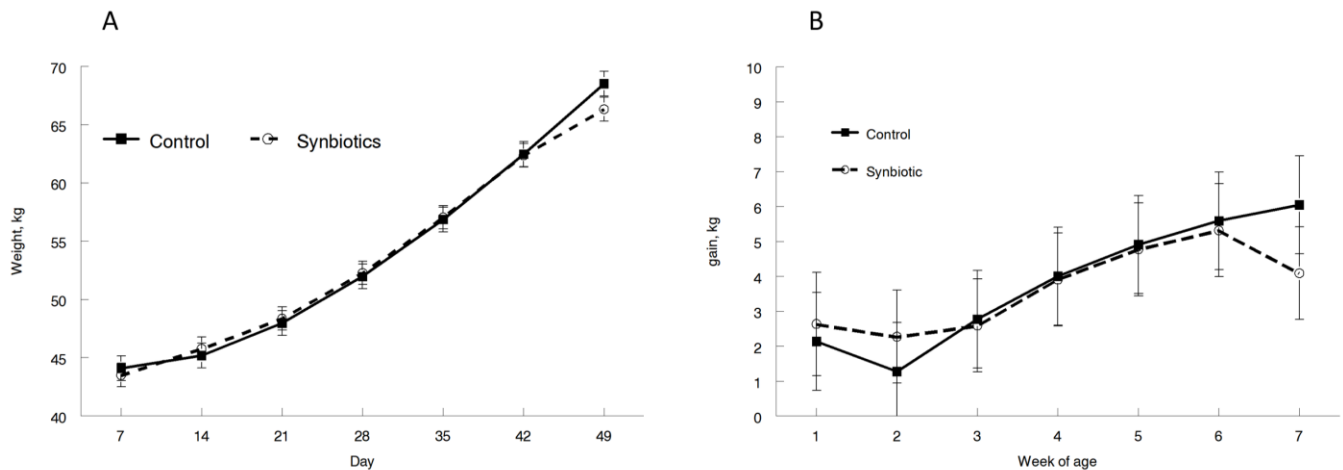 A
Weight, kg
70
65
60
55
50
45
40
Control
Synbiotics
7 14 21 28 35 42 49
Day
B
gain, kg
10
9
8
7
6
5
4
3
2
1
0
Control
Synbiotic
1 2 3 4 5 6 7
Week of age